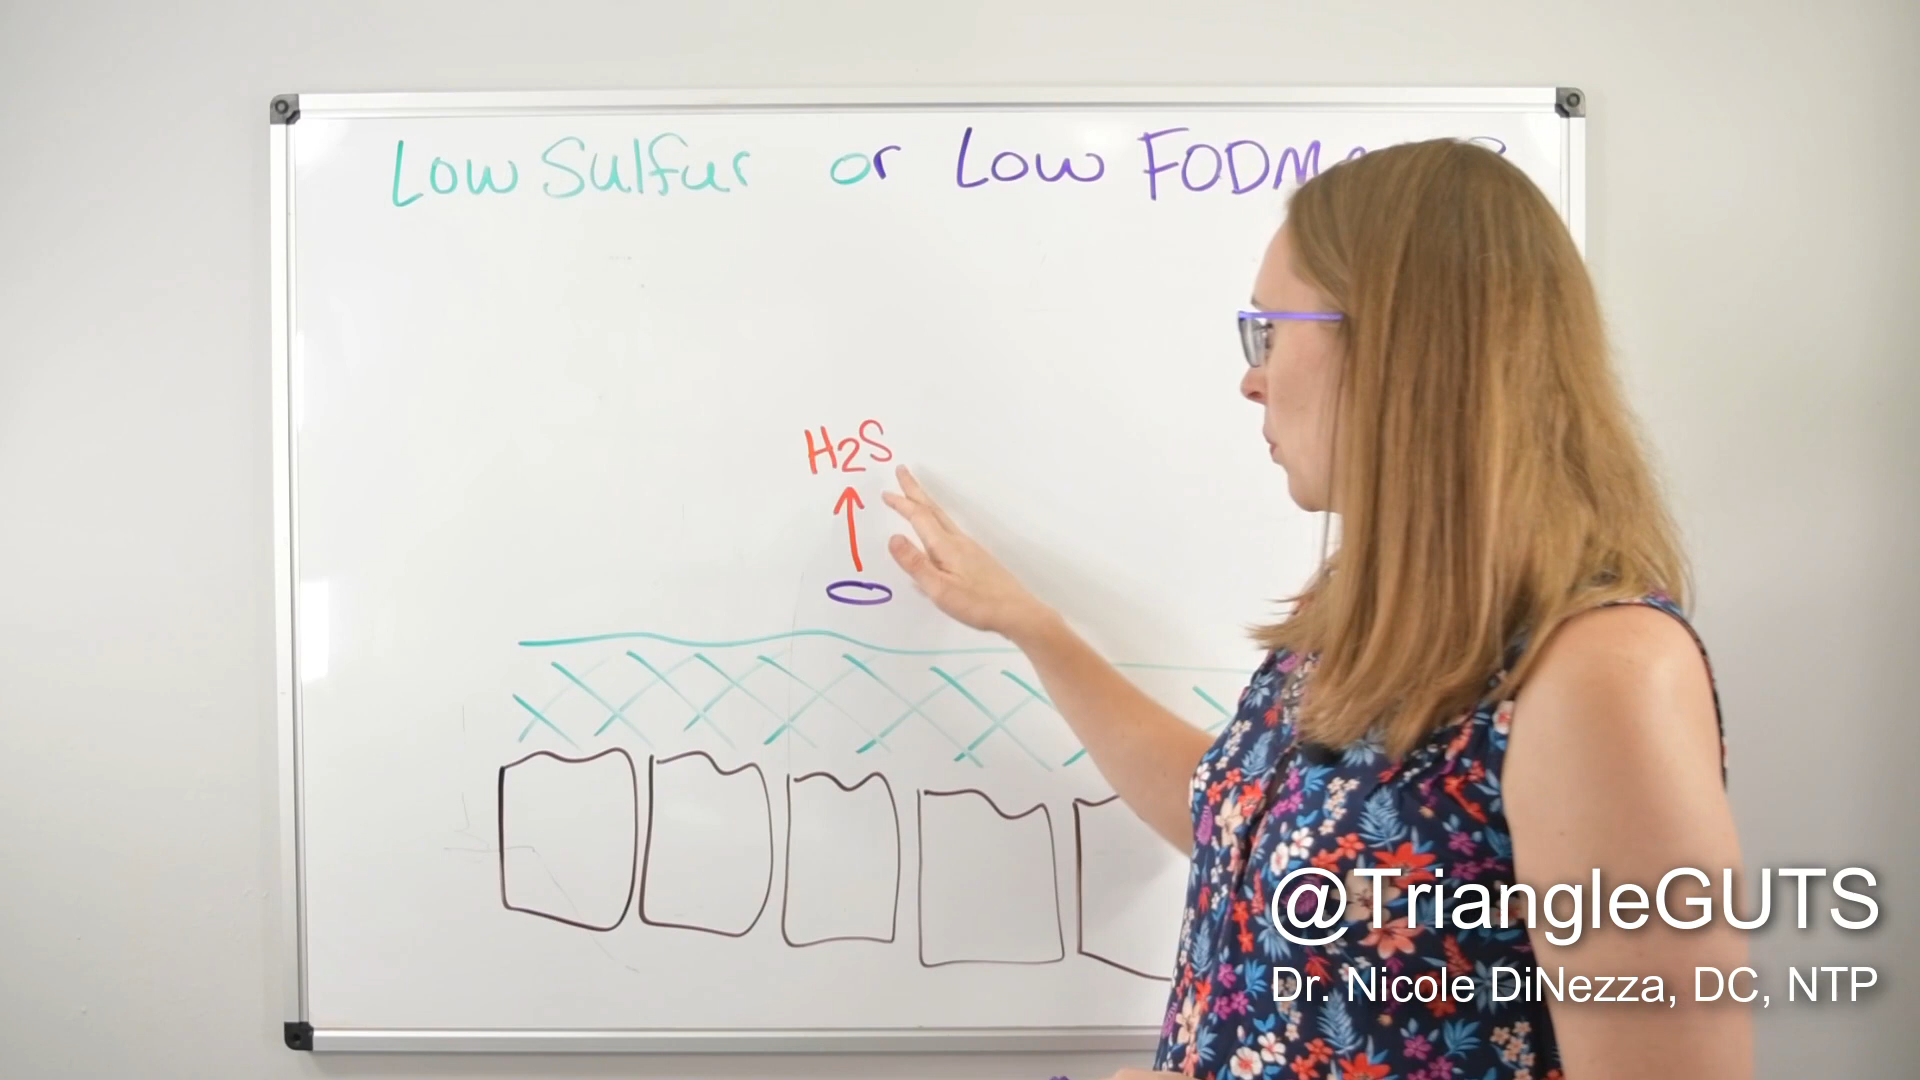 Low Sulfur or Low FODM
H2S
@TriangleGUTS
Dr. Nicole DiNezza, DC, NTP